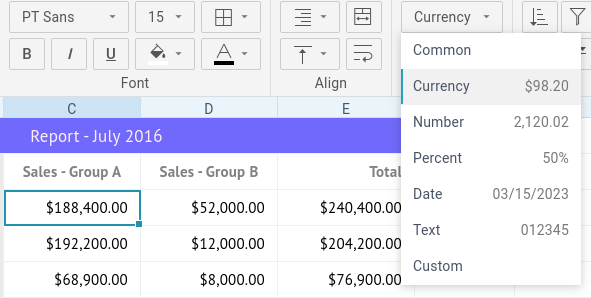 PT Sans 15 Currency
B I U A
Font Align
Common
Currency $98.20
Number 2,120.02
Percent 50%
Date 03/15/2023
Text 012345
Custom
C D E
Report - July 2016
Sales - Group A Sales - Group B Total
$188,400.00 $52,000.00 $240,400.00
$192,200.00 $12,000.00 $204,200.00
$68,900.00 $8,000.00 $76,900.00